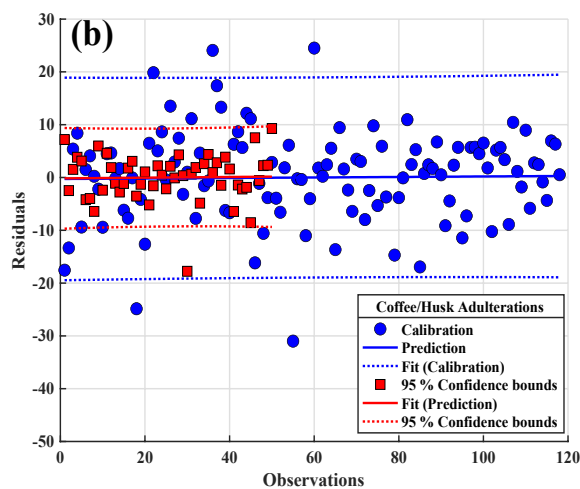 (b)
30
20
10
0
-10
-20
-30
-40
-50
Residuals
0 20 40 60 80 100 120
Observations
Coffee/Husk Adulterations
Calibration
Prediction
Fit (Calibration)
95 % Confidence bounds
Fit (Prediction)
95 % Confidence bounds